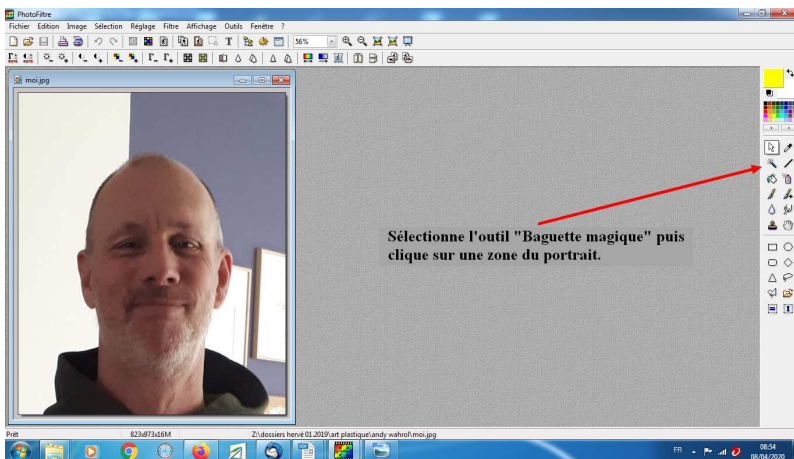 PhotoFiltre
Fichier Edition Image Sélection Réglage Filtre Affichage Outils Fenêtre ?
56%
moi.jpg
Sélectionne l'outil "Baguette magique" puis
clique sur une zone du portrait.
Prêt 823x973x16M Z:\dossiers hervé 01.2019\art plastique\andy wahrol\moi.jpg
FR 08:54
08/04/2020